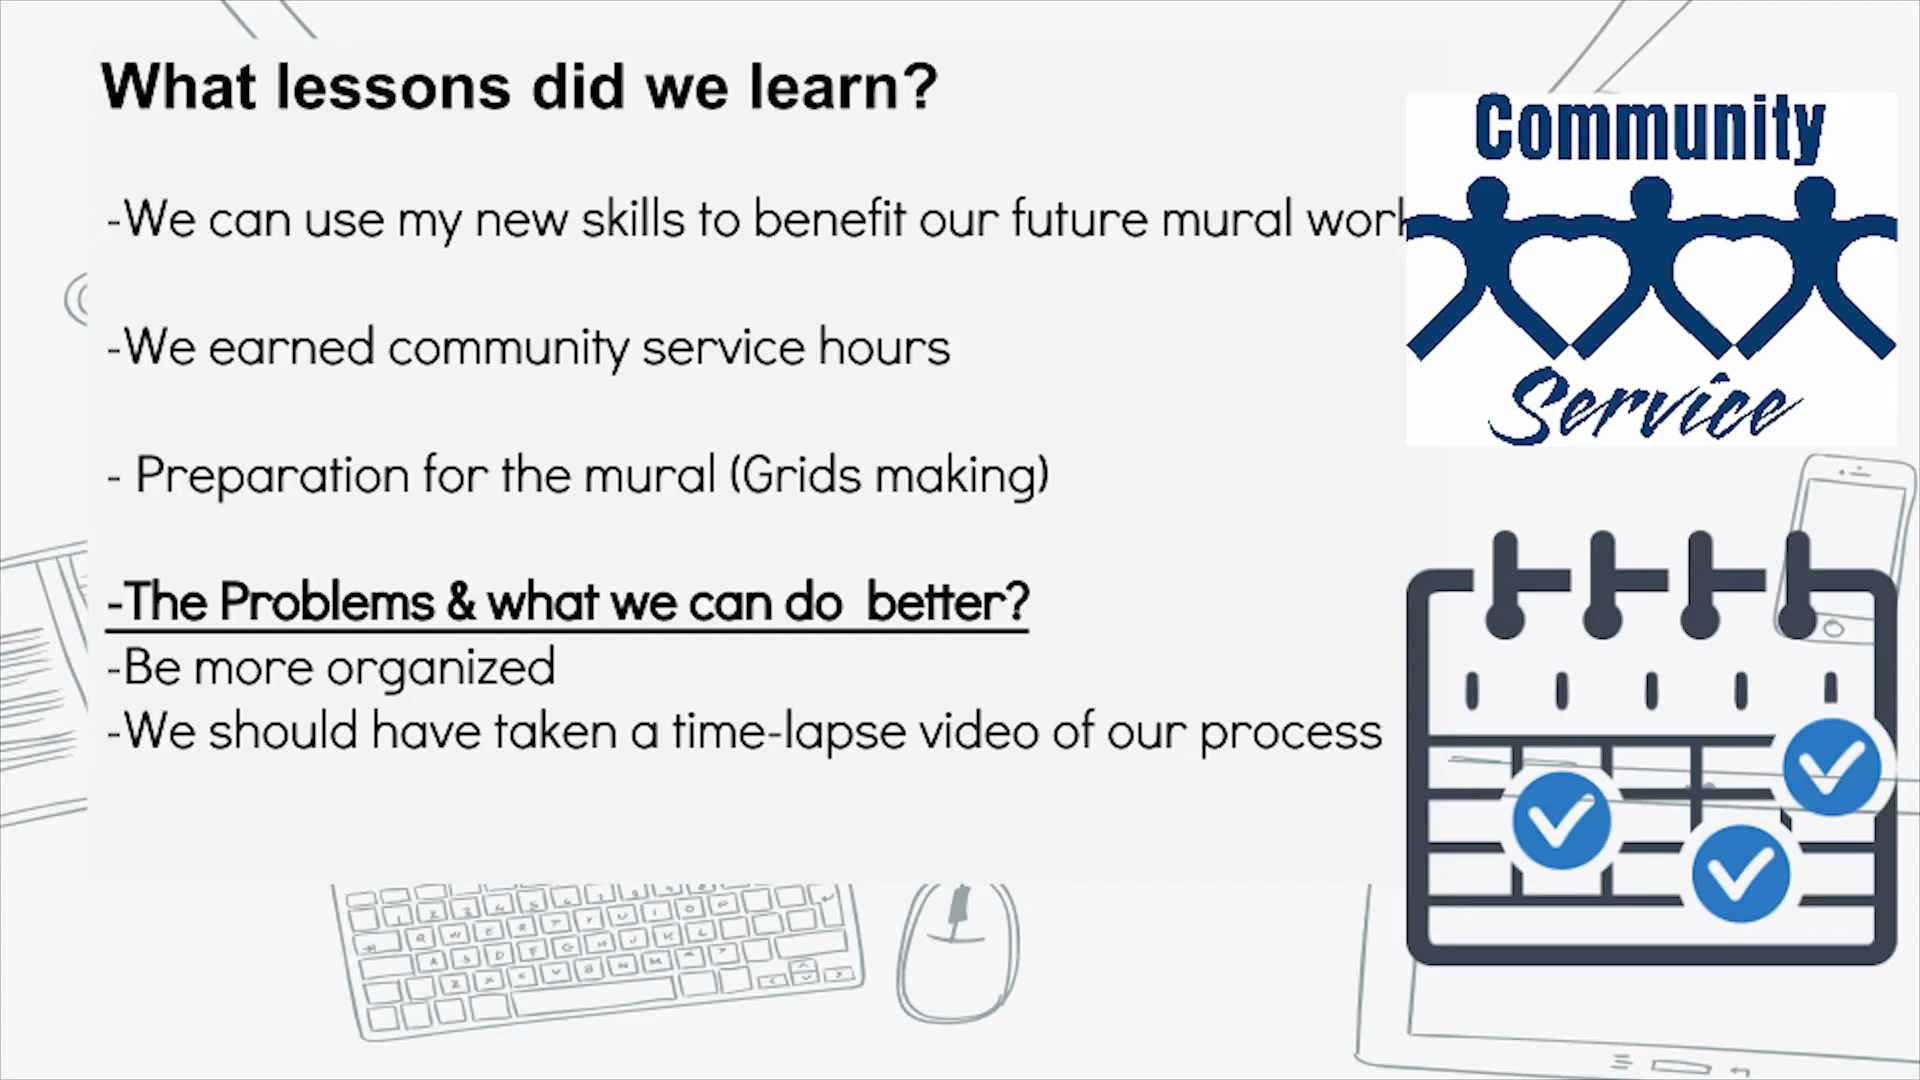 What lessons did we learn?
-We can use my new skills to benefit our future mural work
-We earned community service hours
- Preparation for the mural (Grids making)
-The Problems & what we can do  better?
-Be more organized
-We should have taken a time-lapse video of our process
Community
Service